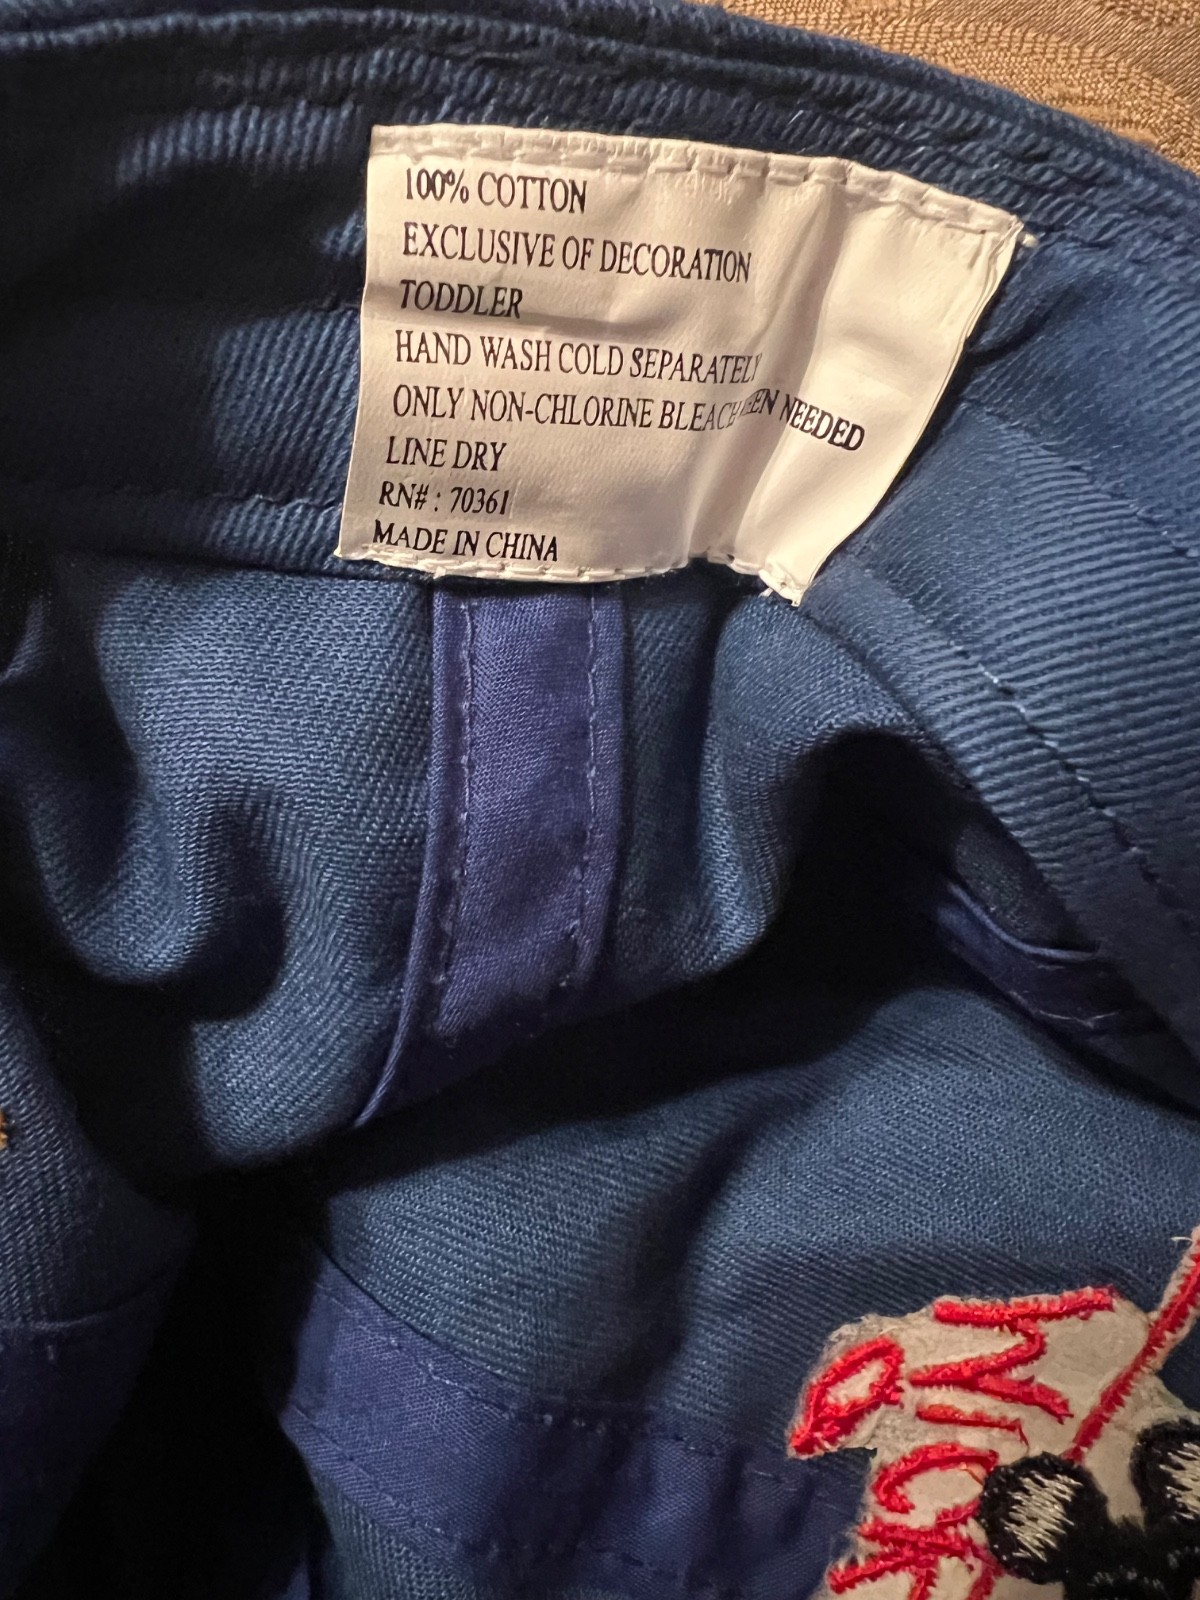 100% COTTON
EXCLUSIVE OF DECORATION
TODDLER
HAND WASH COLD SEPARATELY
ONLY NON-CHLORINE BLEACH NEEDED
LINE DRY
RN# : 70361
MADE IN CHINA